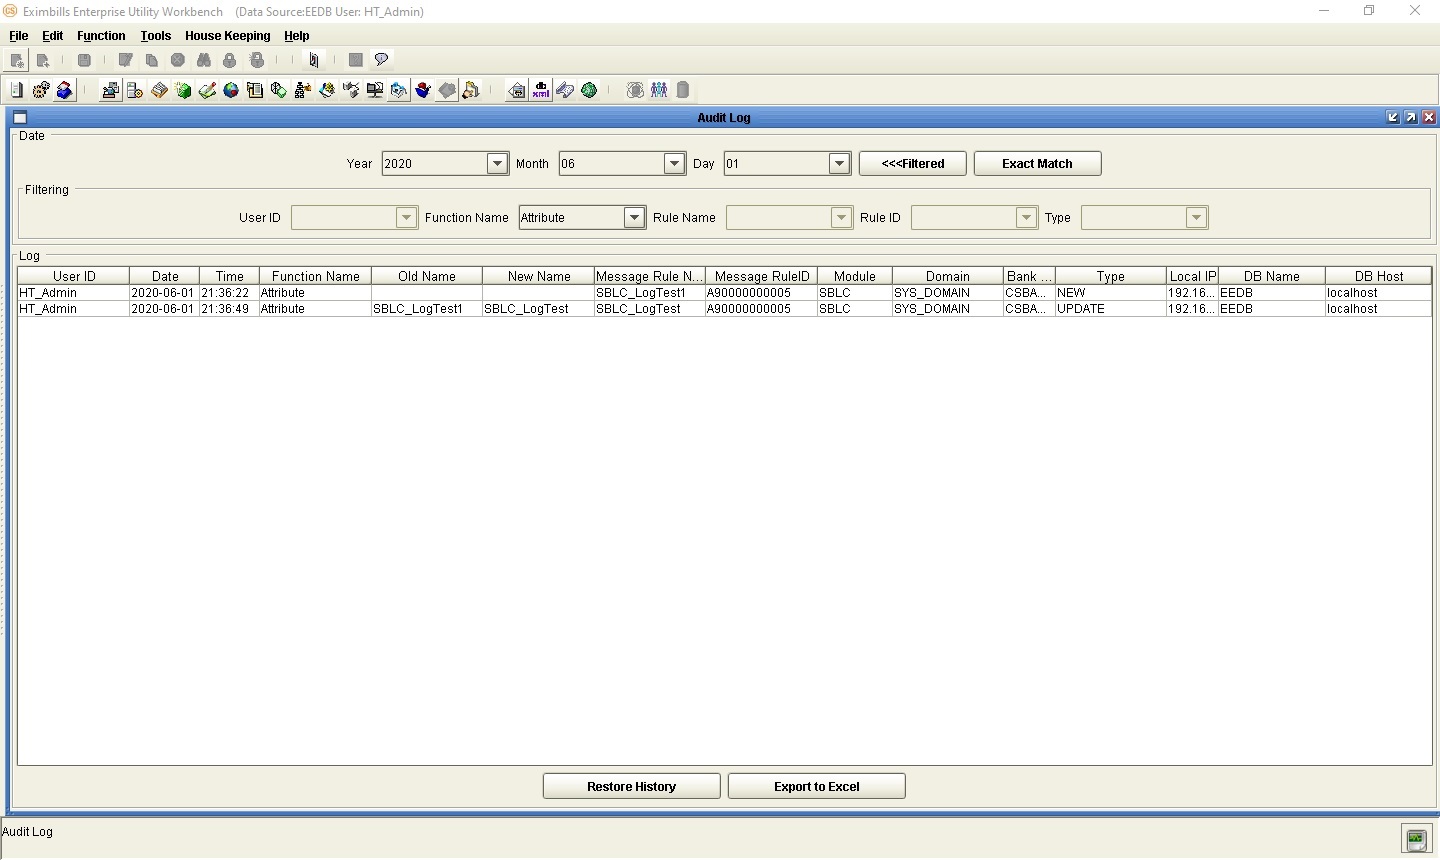 Eximbills Enterprise Utility Workbench (Data Source:EEDB User: HT_Admin)
File Edit Function Tools House Keeping Help
Audit Log
Date
Year 2020 Month 06 Day 01 <<<Filtered Exact Match
Filtering
User ID Function Name Attribute Rule Name Rule ID Type
Log
User ID Date Time Function Name Old Name New Name Message Rule N... Message RuleID Module Domain Bank ... Type Local IP DB Name DB Host
HT_Admin 2020-06-01 21:36:22 Attribute SBLC_LogTest1 A90000000005 SBLC SYS_DOMAIN CSBA... NEW 192.16... EEDB localhost
HT_Admin 2020-06-01 21:36:49 Attribute SBLC_LogTest1 SBLC_LogTest SBLC_LogTest A90000000005 SBLC SYS_DOMAIN CSBA... UPDATE 192.16... EEDB localhost
Restore History Export to Excel
Audit Log